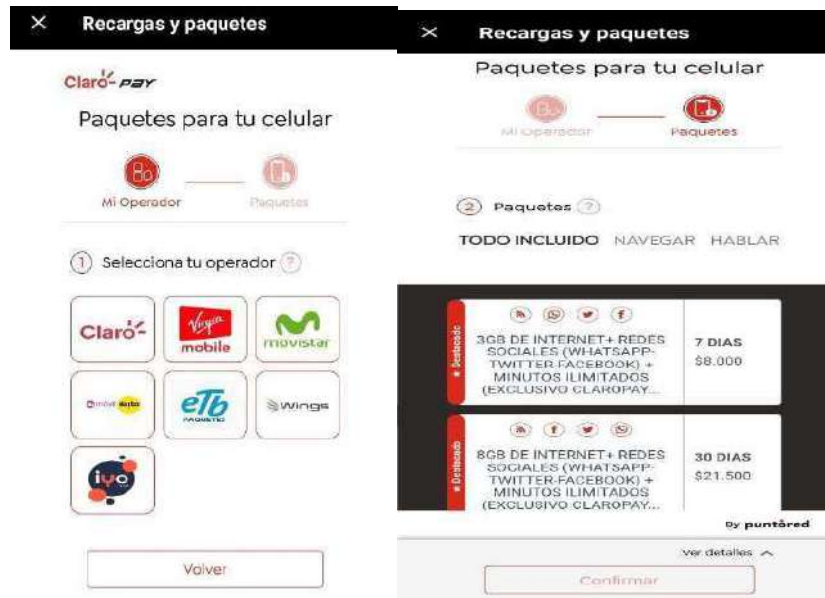 Recargas y paquetes
Claro- pay
Paquetes para tu celular
Mi Operador
Paquetes
1 Selecciona tu operador ?
Claro-
Virgin mobile
movistar
eTb
PAQUETES
Wings
iyo
Volver
Recargas y paquetes
Paquetes para tu celular
Mi Operador
Paquetes
2 Paquetes ?
TODO INCLUIDO NAVEGAR HABLAR
Destacado
3GB DE INTERNET+ REDES
SOCIALES (WHATSAPP-
TWITTER-FACEBOOK) +
MINUTOS ILIMITADOS
(EXCLUSIVO CLAROPAY...
7 DIAS
$8.000
Destacado
8GB DE INTERNET+ REDES
SOCIALES (WHATSAPP-
TWITTER-FACEBOOK) +
MINUTOS ILIMITADOS
(EXCLUSIVO CLAROPAY...
30 DIAS
$21.500
By puntored
Ver detalles
Confirmar